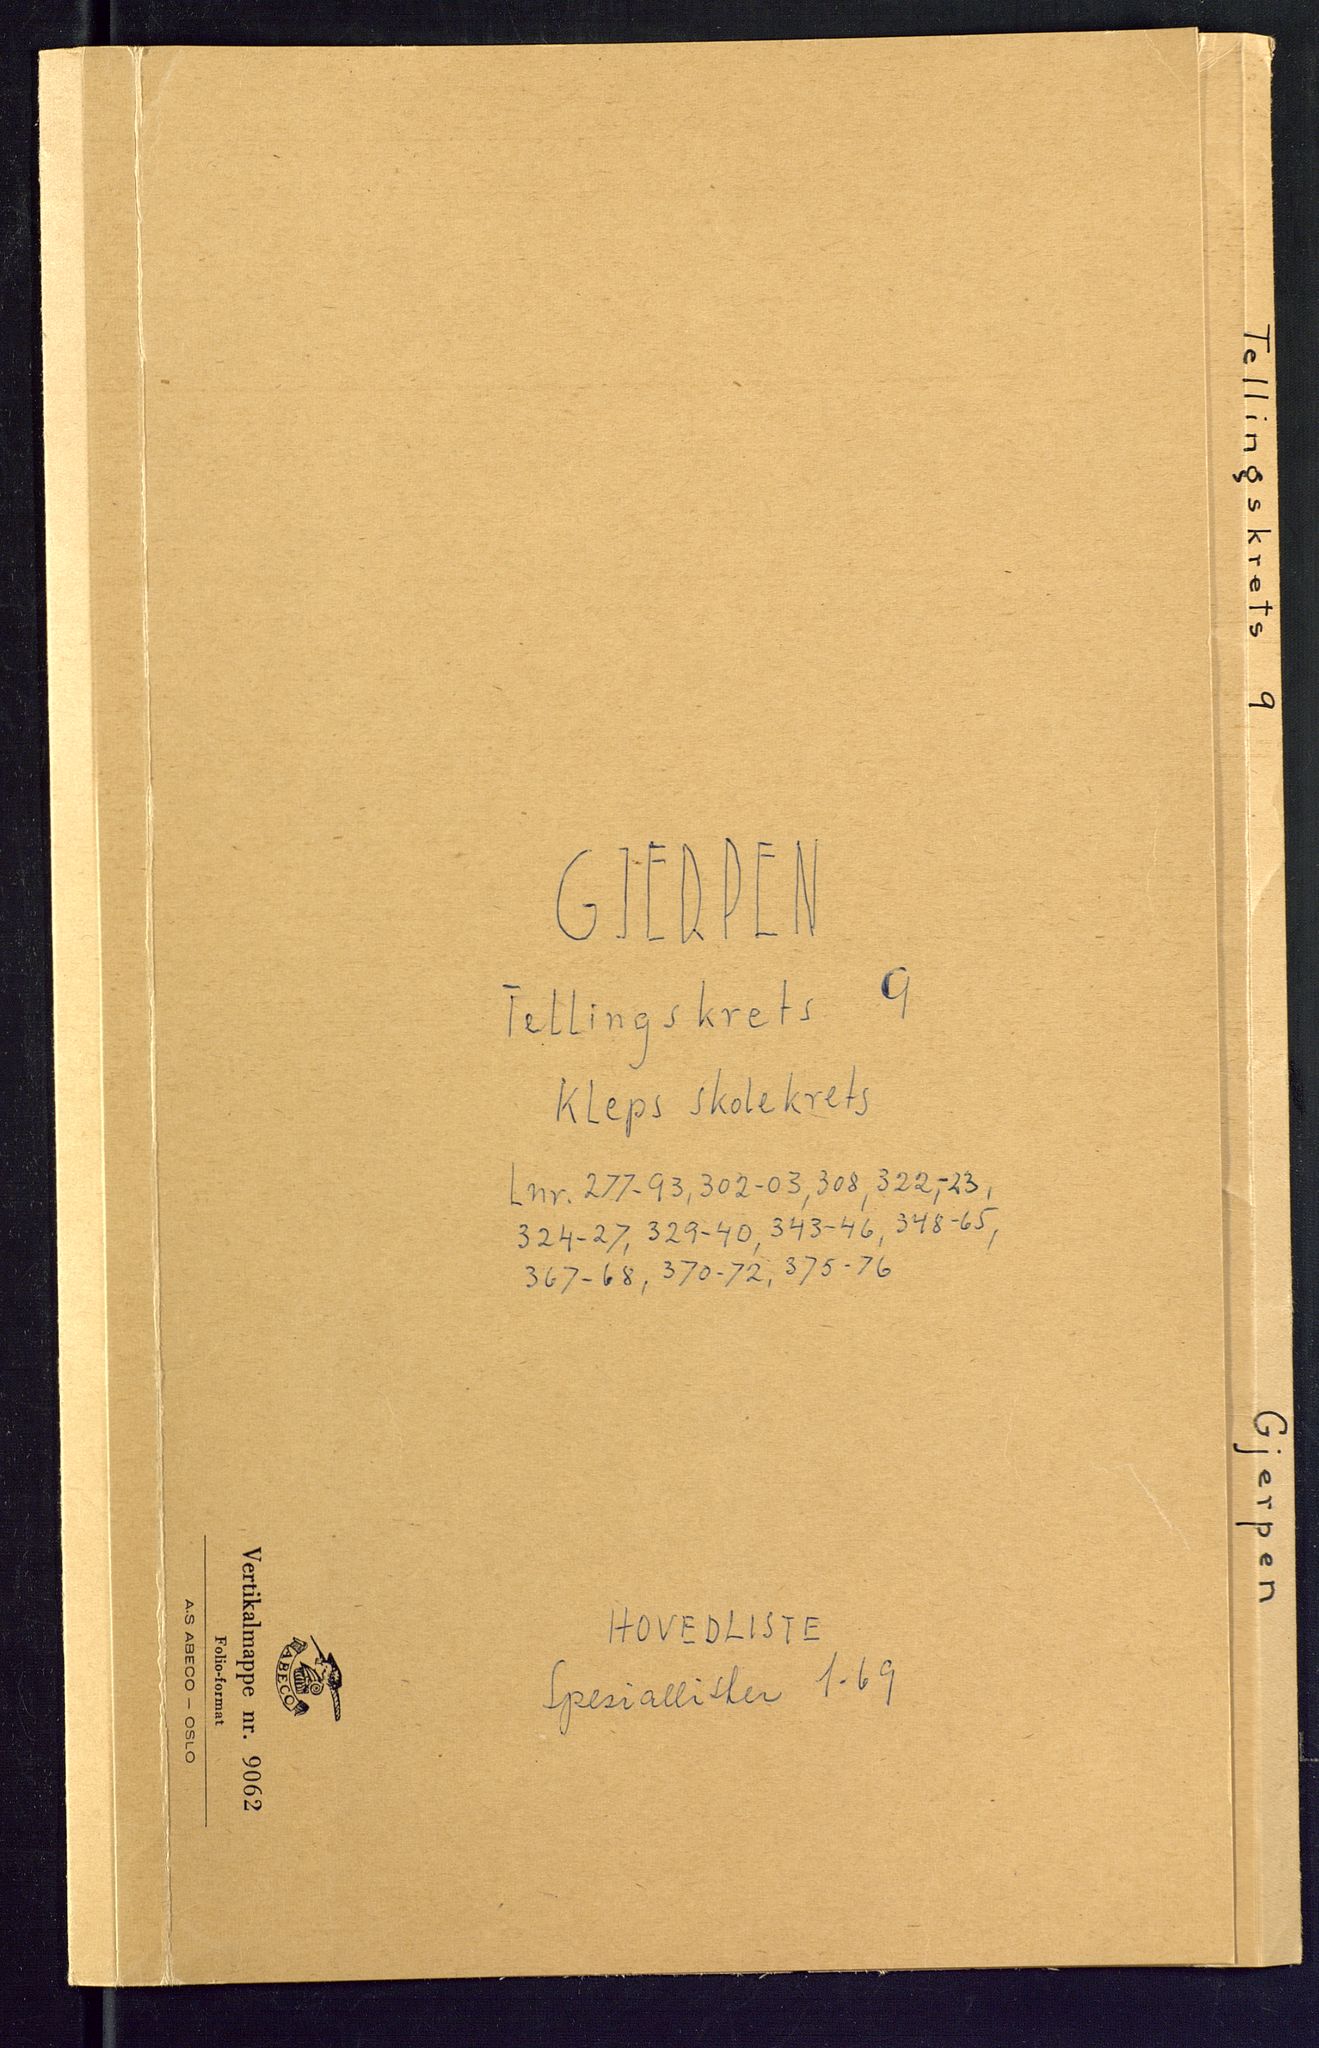 GJERPEN
Tellingskrets 9
Kleps skolekrets
Lnr. 277-93, 302-03, 308, 322,-23,
324-27, 329-40, 343-46, 348-65,
367-68, 370-72, 375-76
HOVEDLISTE
Spesiallister 1-69
Tellingskrets 9
Gjerpen
ABECO
Vertikalmappe nr. 9062
Folio-format
A.S ABECO – OSLO